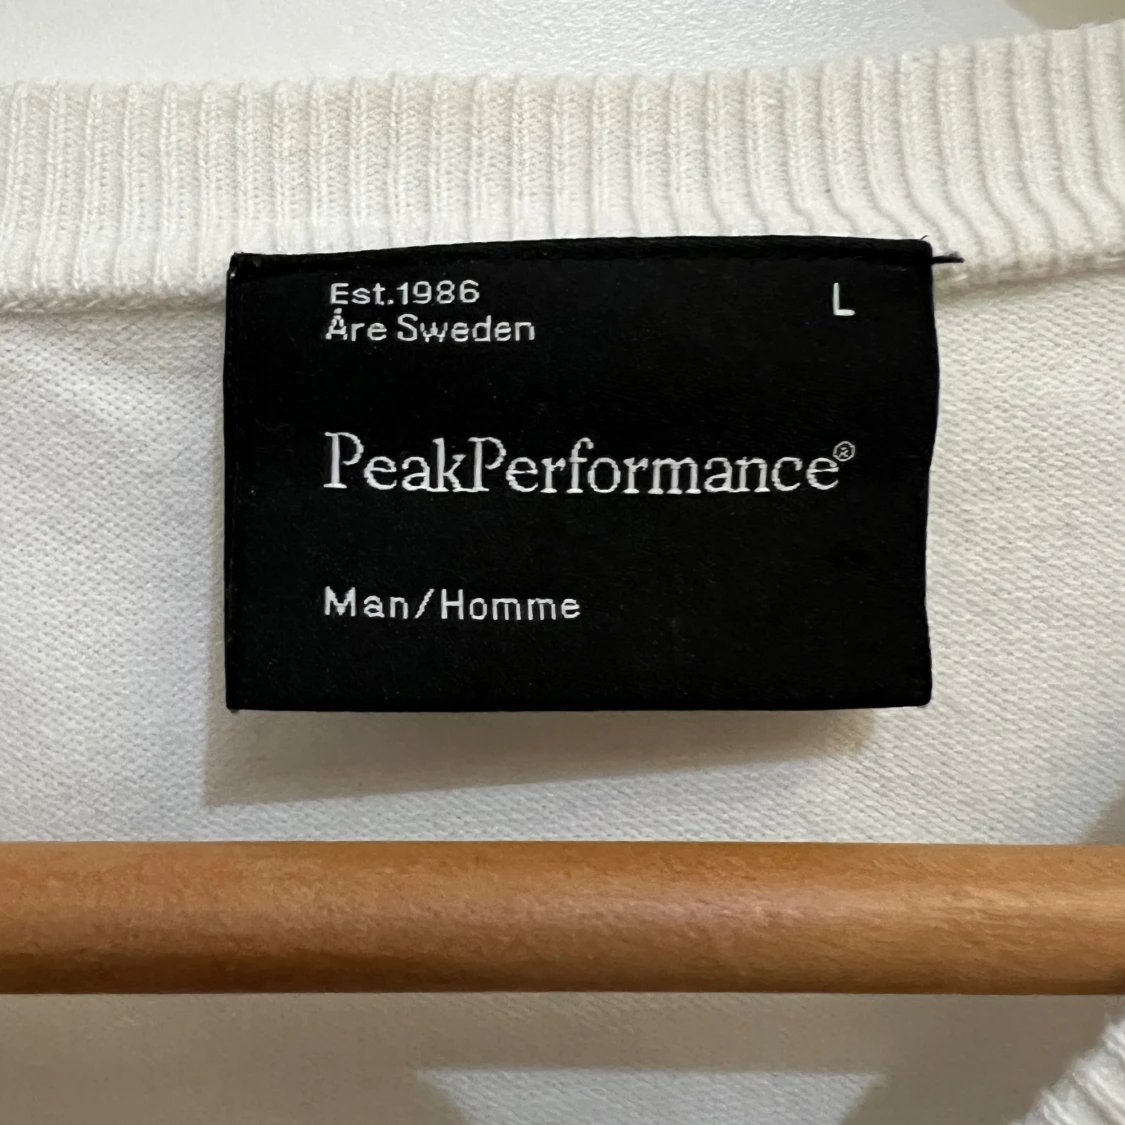 Est.1986
Åre Sweden
L
PeakPerformance®
Man/Homme